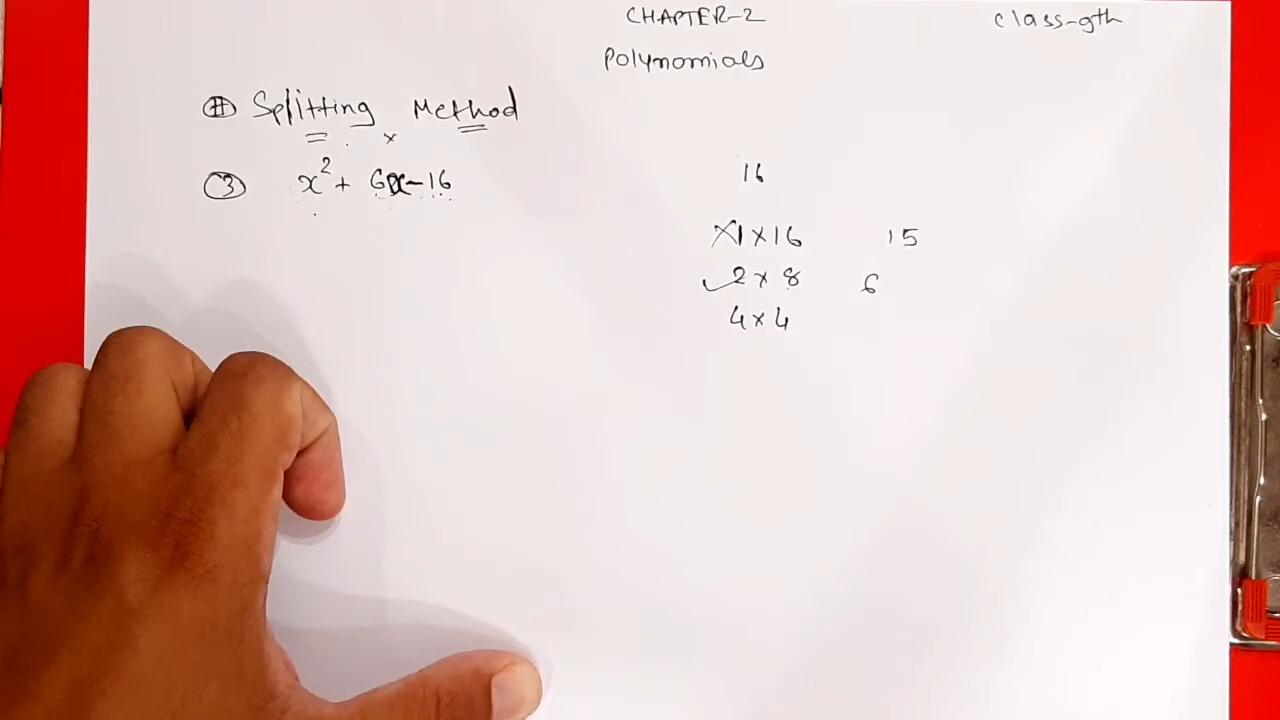 CHAPTER-2
Class-9th
Polynomials
# Splitting Method
3 x² + 6x - 16
16
1 x 16 15
2 x 8 6
4 x 4